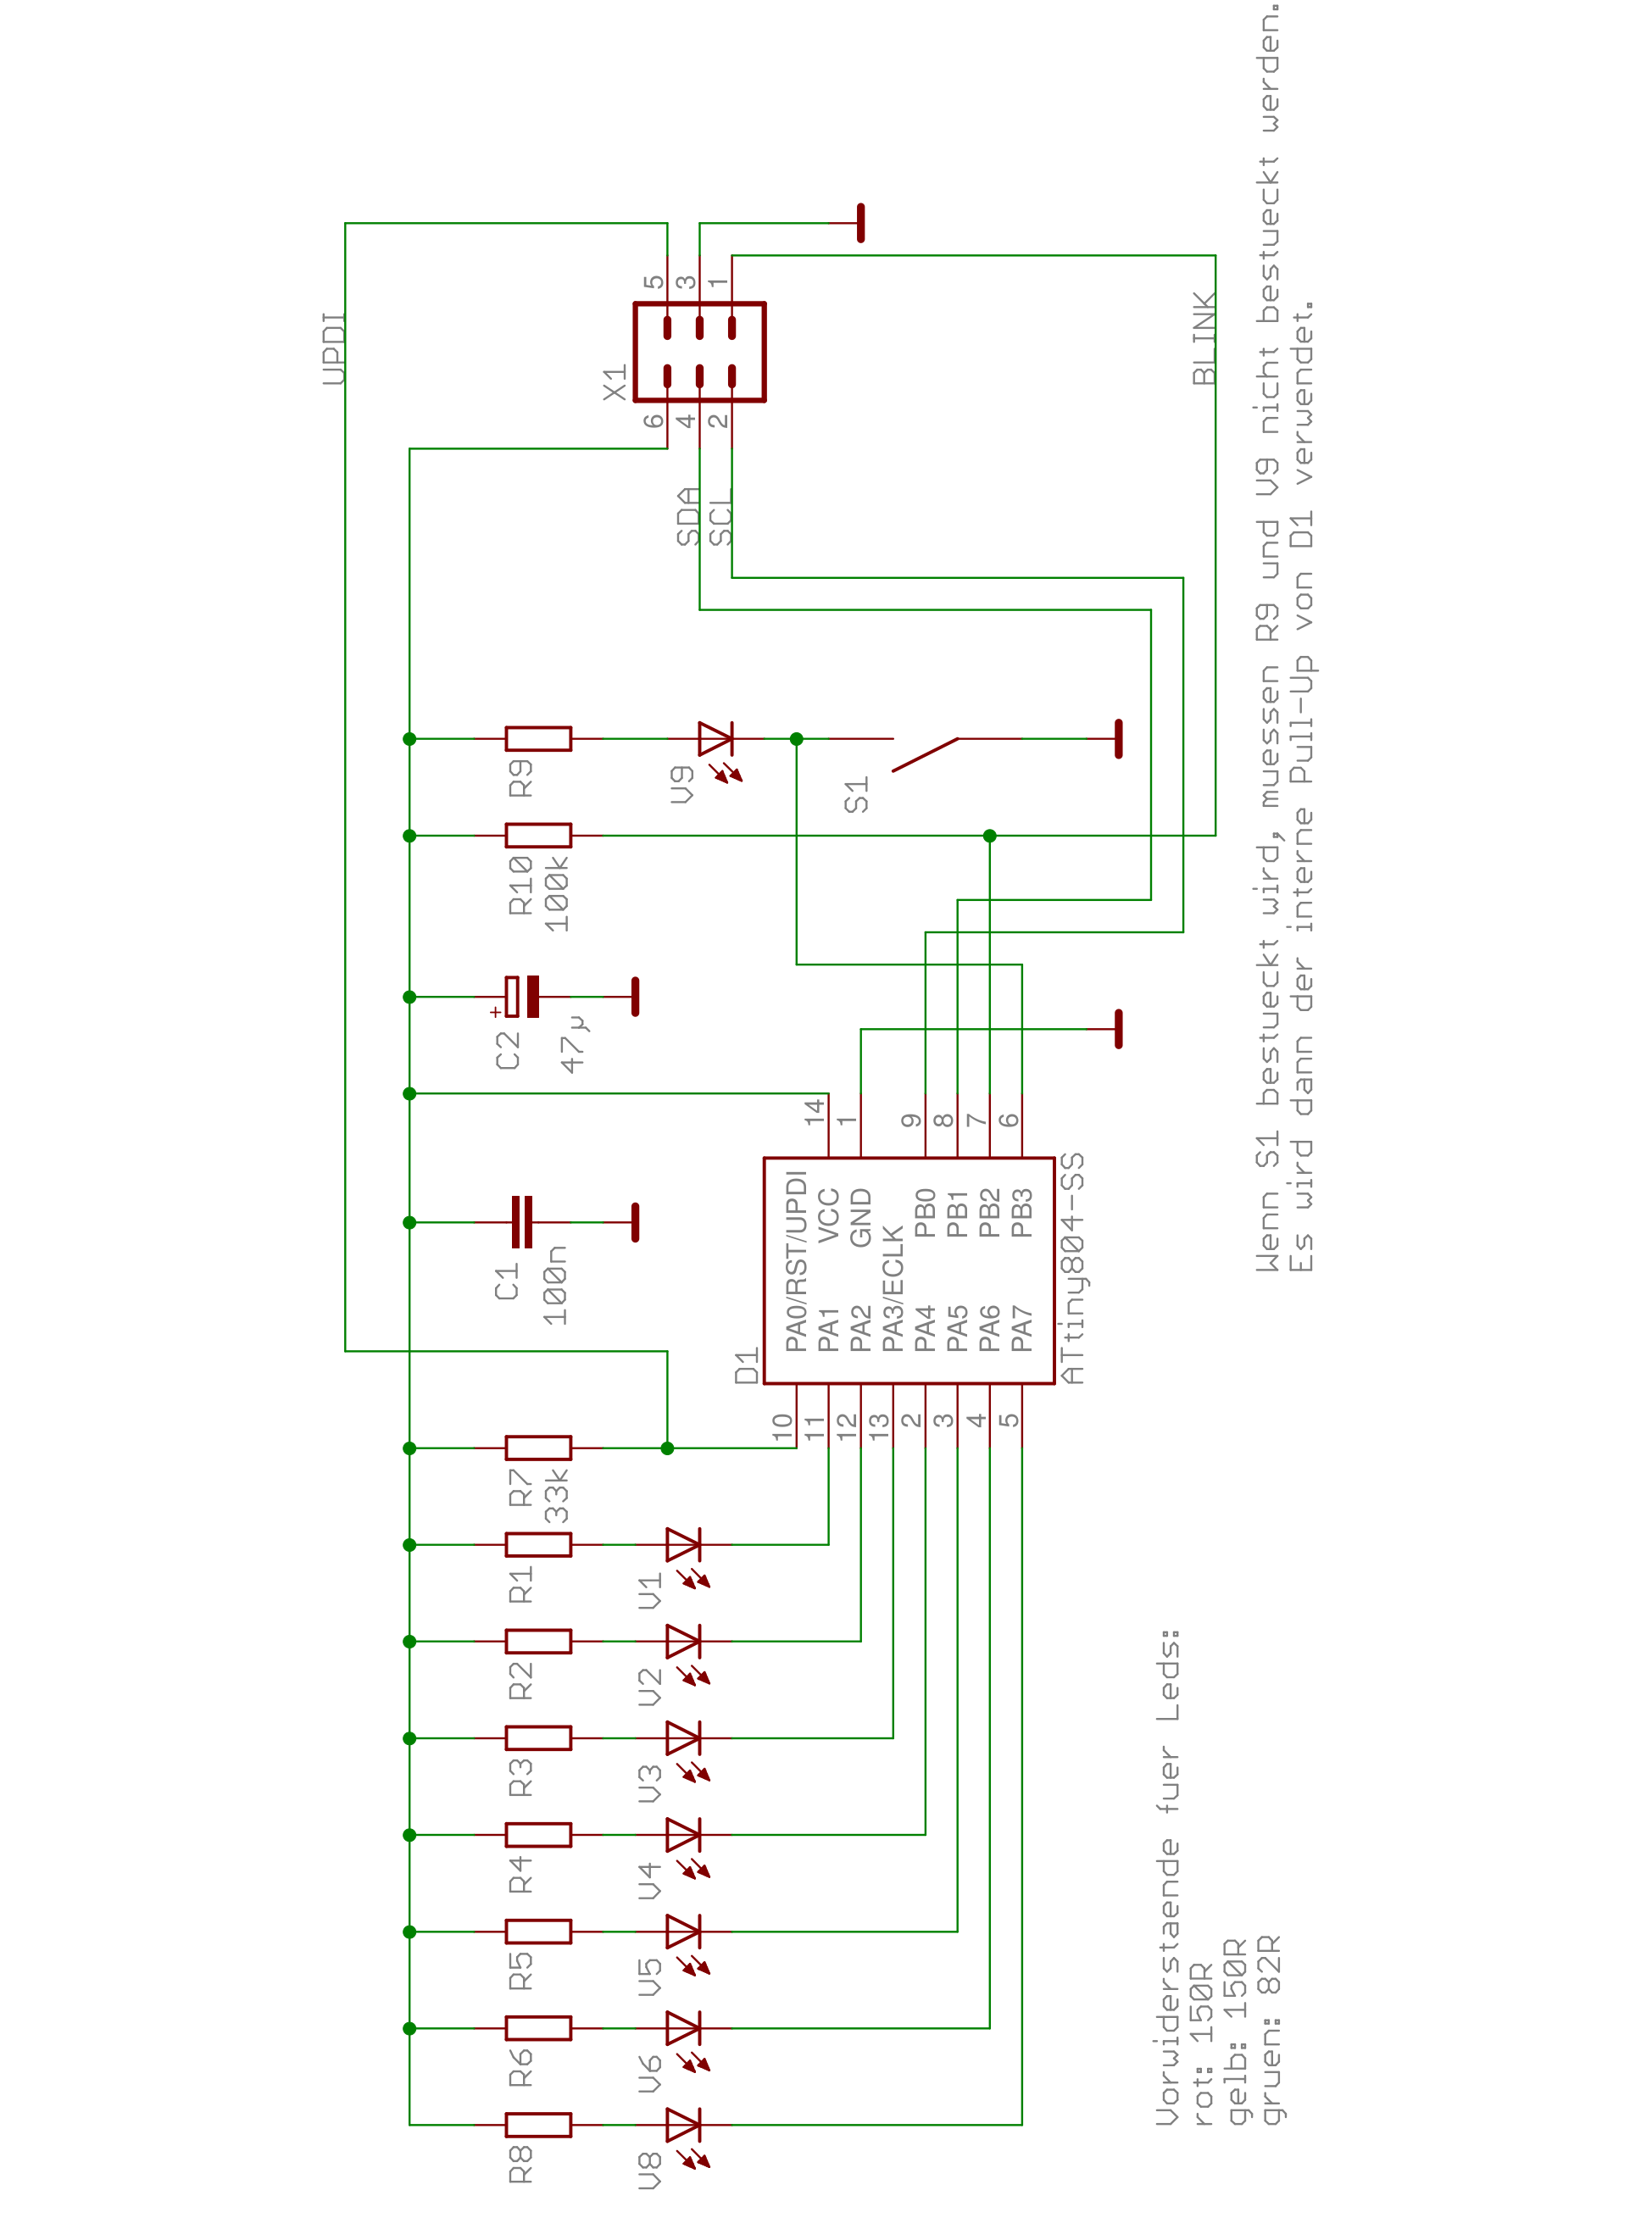 UPDI
X1
5
3
1
6
4
2
SDA
SCL
BLINK
R9
V9
S1
R10
100k
C2
+
47µ
C1
100n
D1
ATtiny804-SS
PA0/RST/UPDI
PA1
PA2
PA3/ECLK
PA4
PA5
PA6
PA7
VCC
GND
PB0
PB1
PB2
PB3
10
11
12
13
2
3
4
5
14
1
9
8
7
6
R7
33k
R1
V1
R2
V2
R3
V3
R4
V4
R5
V5
R6
V6
R8
V8
Vorwiderstaende fuer Leds:
rot: 150R
gelb: 150R
gruen: 82R
Wenn S1 bestueckt wird, muessen R9 und V9 nicht bestueckt werden.
Es wird dann der interne Pull-Up von D1 verwendet.